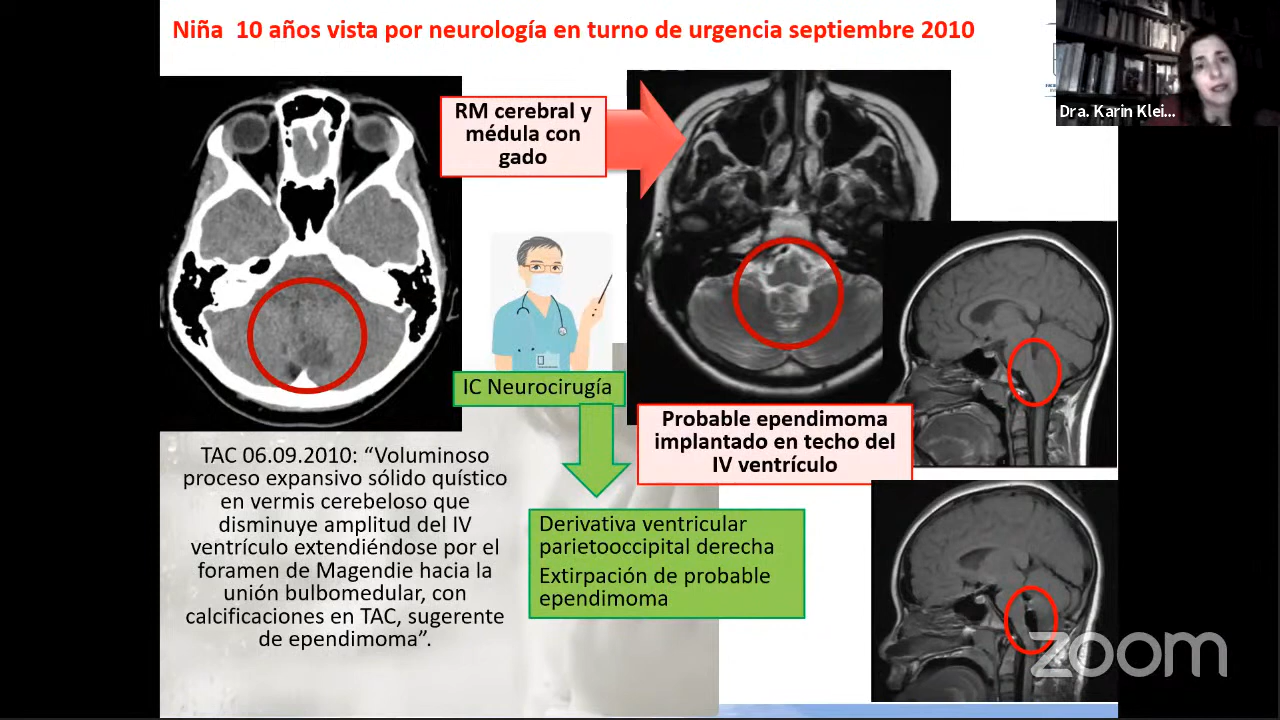 Niña 10 años vista por neurología en turno de urgencia septiembre 2010
Dra. Karin Klei...
RM cerebral y
médula con
gado
IC Neurocirugía
Probable ependimoma
implantado en techo del
IV ventrículo
TAC 06.09.2010: “Voluminoso
proceso expansivo sólido quístico
en vermis cerebeloso que
disminuye amplitud del IV
ventrículo extendiéndose por el
foramen de Magendie hacia la
unión bulbomedular, con
calcificaciones en TAC, sugerente
de ependimoma”.
Derivativa ventricular
parietooccipital derecha
Extirpación de probable
ependimoma
zoom